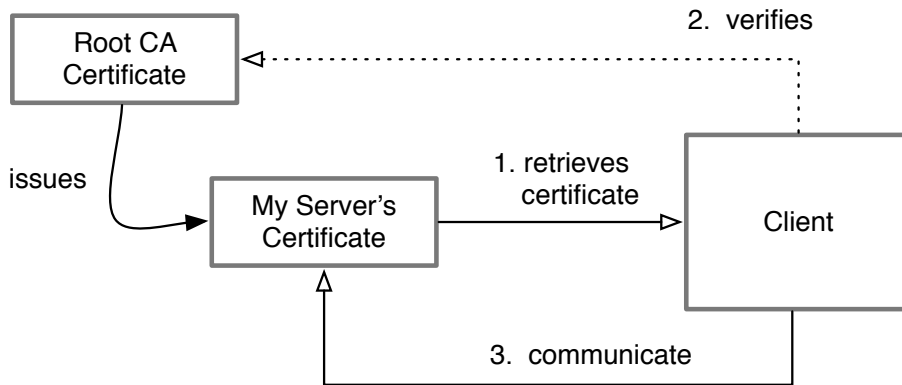 2.  verifies
Root CA
Certificate
1. retrieves
certificate
issues
My Server’s
Certificate
Client
3.  communicate